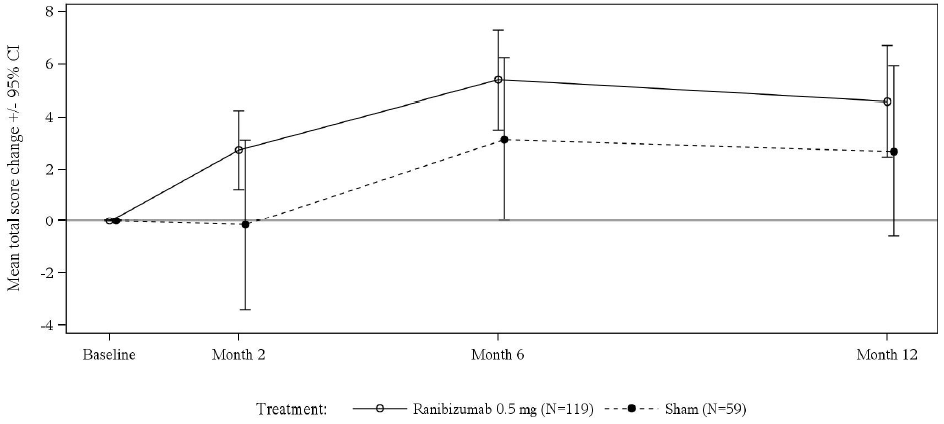 Mean total score change +/- 95% CI
8
6
4
2
0
-2
-4
Baseline Month 2 Month 6 Month 12
Treatment: Ranibizumab 0.5 mg (N=119) Sham (N=59)